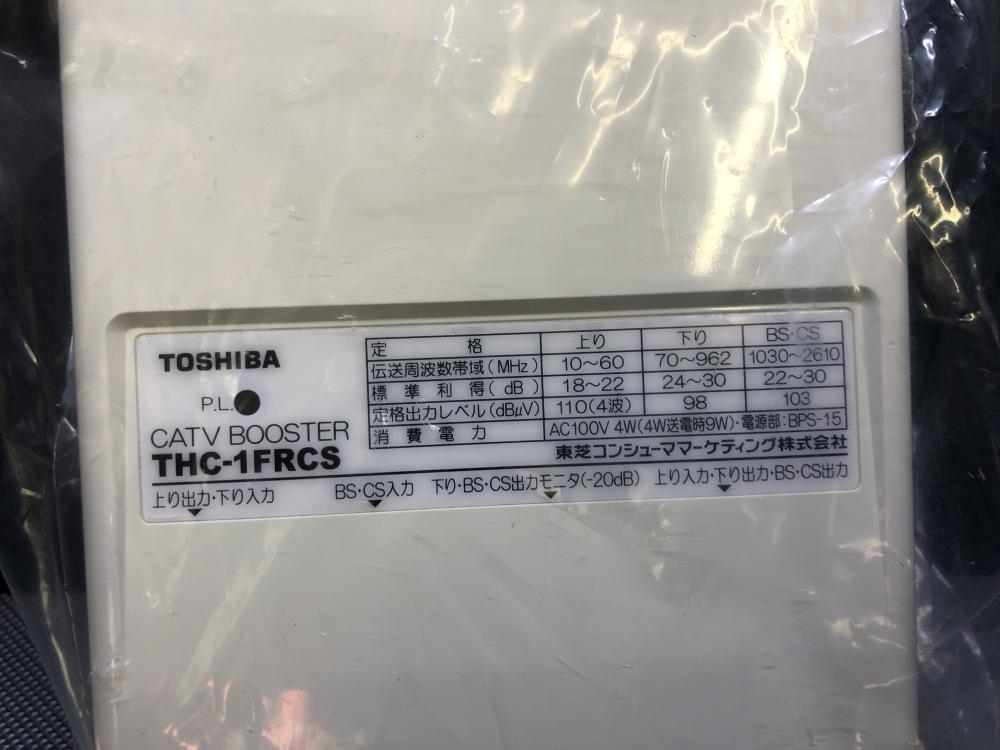 TOSHIBA
P.L.
CATV BOOSTER
THC-1FRCS
定格 上り 下り BS・CS
伝送周波数帯域(MHz) 10～60 70～962 1030～2610
標準利得(dB) 18～22 24～30 22～30
定格出力レベル(dBμV) 110(4波) 98 103
消費電力 AC100V 4W(4W送電時9W)・電源部:BPS-15
東芝コンシューママーケティング株式会社
上り出力・下り入力 BS・CS入力 下り・BS・CS出力モニタ(-20dB) 上り入力・下り出力・BS・CS出力